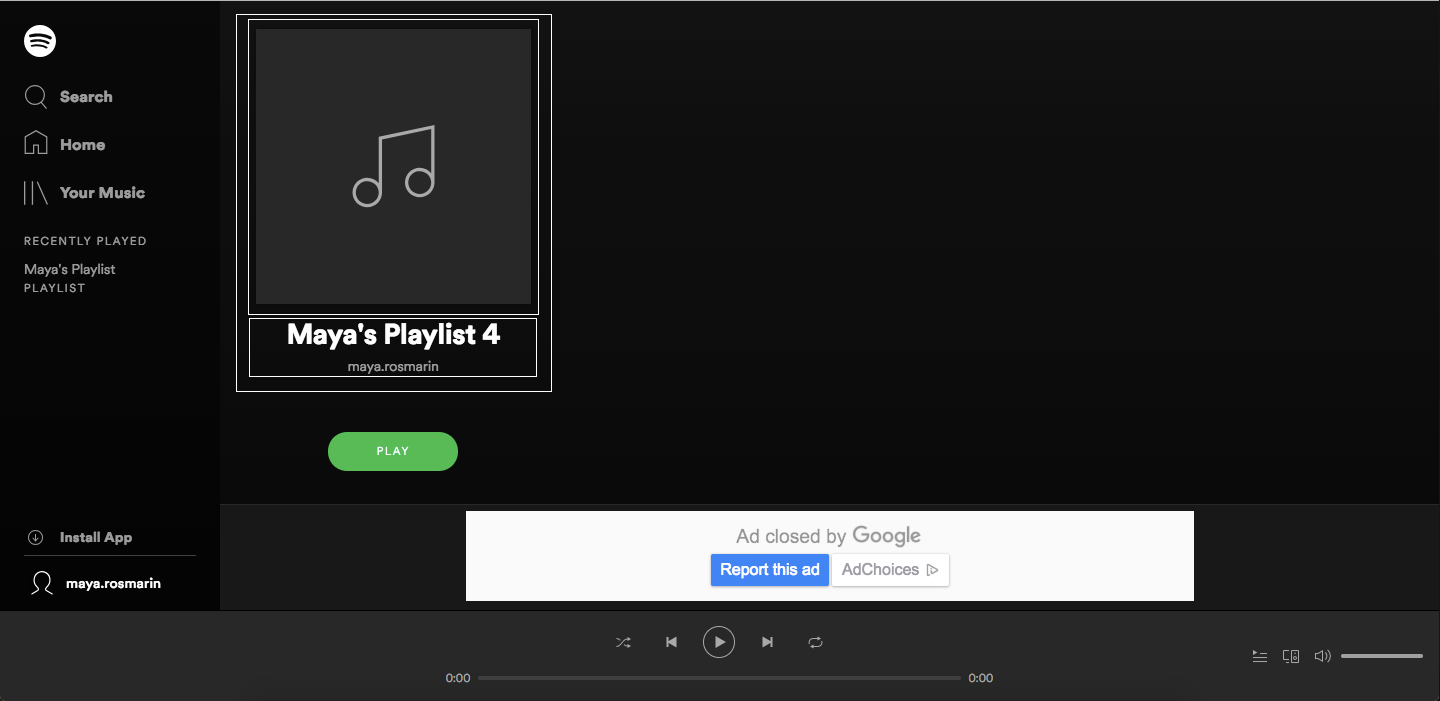 Search
Home
Your Music
RECENTLY PLAYED
Maya's Playlist
PLAYLIST
Install App
maya.rosmarin
Maya's Playlist 4
maya.rosmarin
PLAY
Ad closed by Google
Report this ad
AdChoices
0:00
0:00